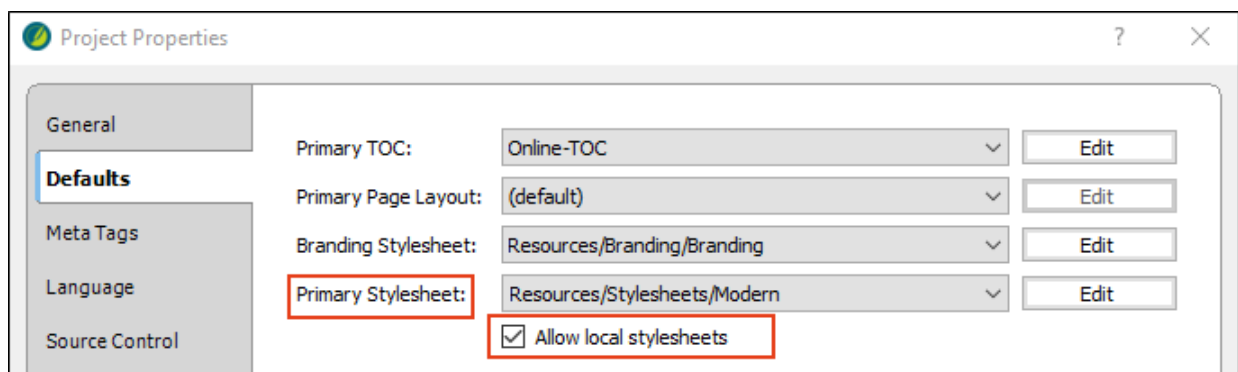 Project Properties
?
General
Defaults
Meta Tags
Language
Source Control
Primary TOC: Online-TOC Edit
Primary Page Layout: (default) Edit
Branding Stylesheet: Resources/Branding/Branding Edit
Primary Stylesheet: Resources/Stylesheets/Modern Edit
Allow local stylesheets